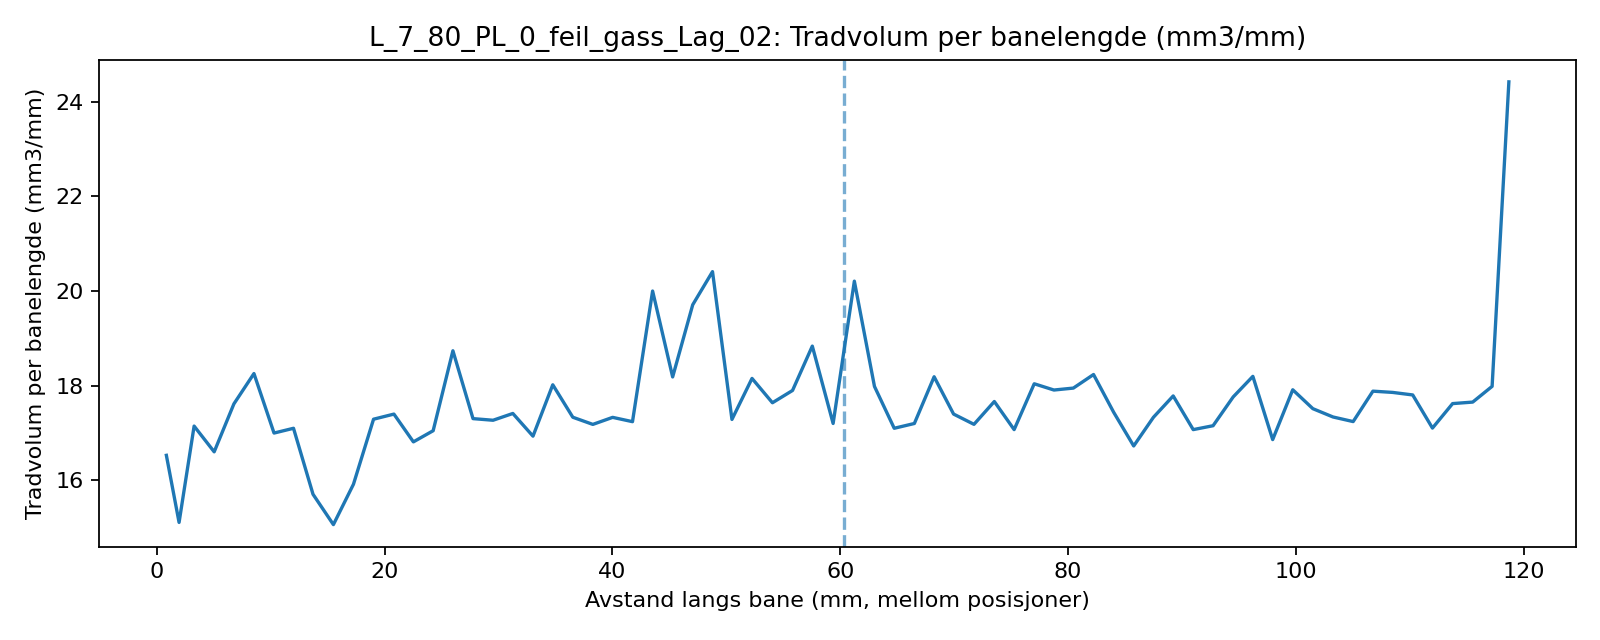 L_7_80_PL_0_feil_gass_Lag_02: Tradvolum per banelengde (mm3/mm)
Tradvolum per banelengde (mm3/mm)
24
22
20
18
16
0 20 40 60 80 100 120
Avstand langs bane (mm, mellom posisjoner)